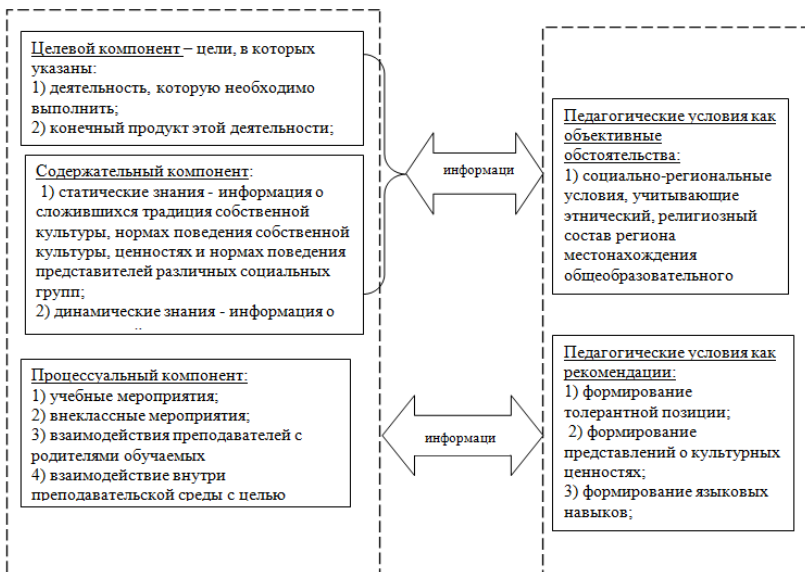 Целевой компонент – цели, в которых
указаны:
1) деятельность, которую необходимо
выполнить;
2) конечный продукт этой деятельности;
Содержательный компонент:
1) статические знания - информация о
сложившихся традиция собственной
культуры, нормах поведения собственной
культуры, ценностях и нормах поведения
представителей различных социальных
групп;
2) динамические знания - информация о
Процессуальный компонент:
1) учебные мероприятия;
2) внеклассные мероприятия;
3) взаимодействия преподавателей с
родителями обучаемых
4) взаимодействие внутри
преподавательской среды с целью
информаци
информаци
Педагогические условия как
объективные
обстоятельства:
1) социально-региональные
условия, учитывающие
этнический, религиозный
состав региона
местонахождения
общеобразовательного
Педагогические условия как
рекомендации:
1) формирование
толерантной позиции;
2) формирование
представлений о культурных
ценностях;
3) формирование языковых
навыков;